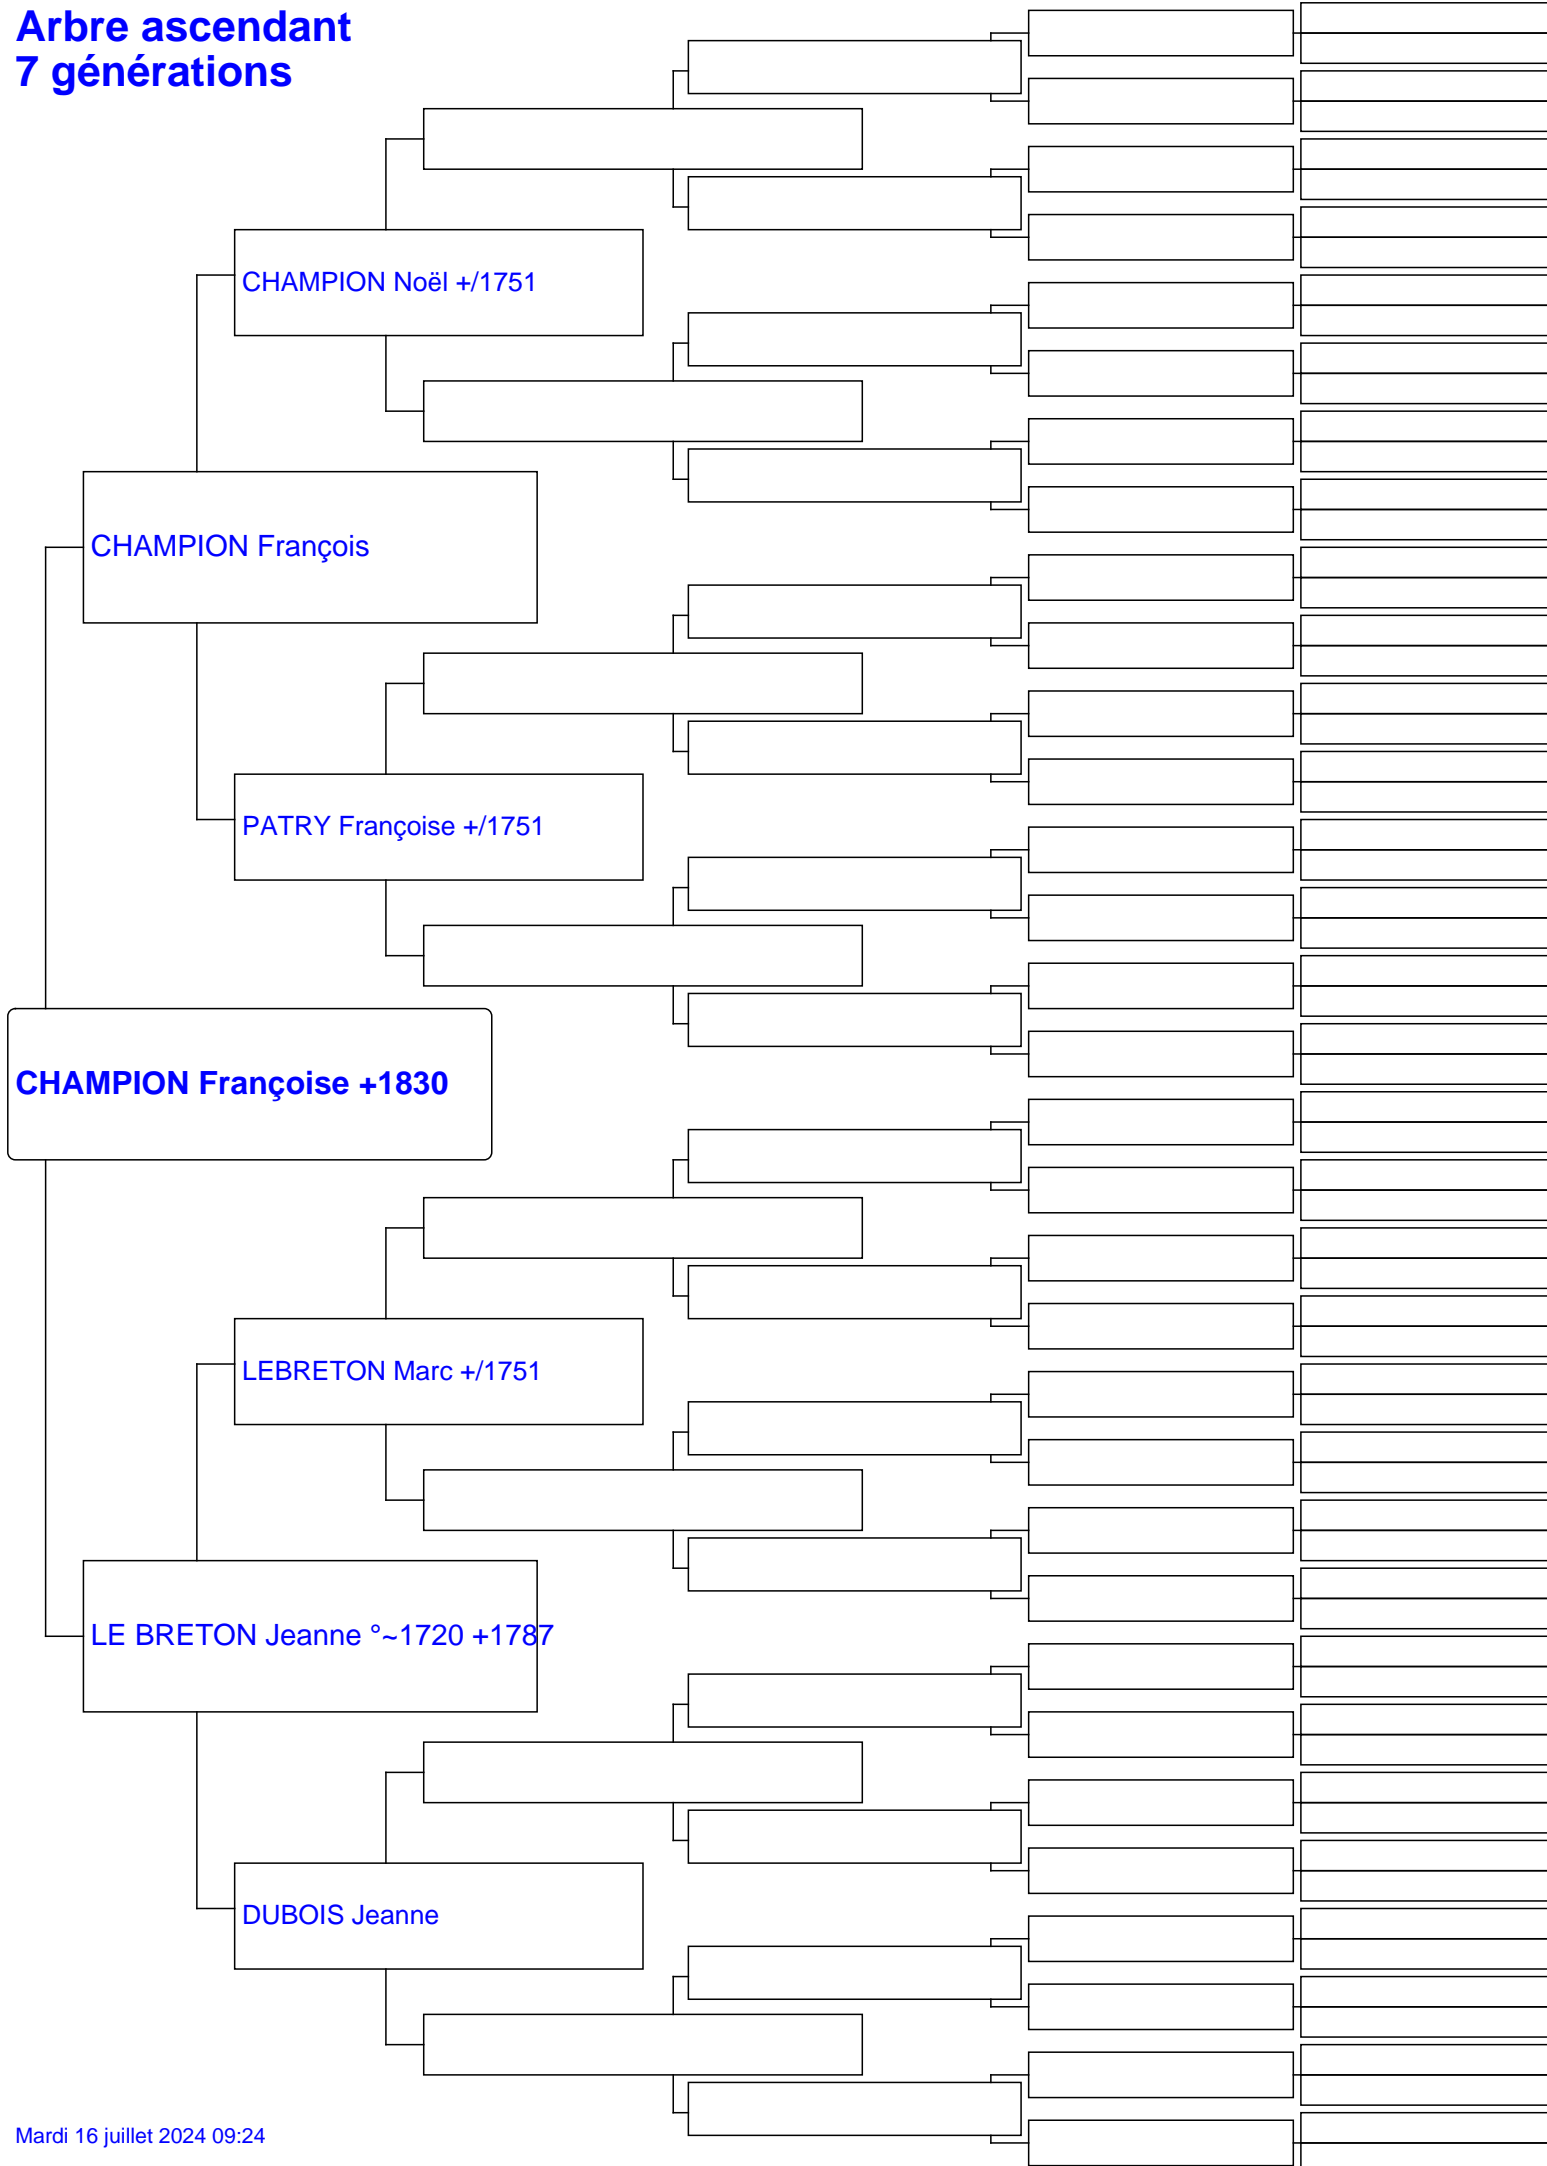 Arbre ascendant
7 générations
CHAMPION Noël +/1751
CHAMPION François
PATRY Françoise +/1751
CHAMPION Françoise +1830
LEBRETON Marc +/1751
LE BRETON Jeanne °~1720 +1787
DUBOIS Jeanne
Mardi 16 juillet 2024 09:24